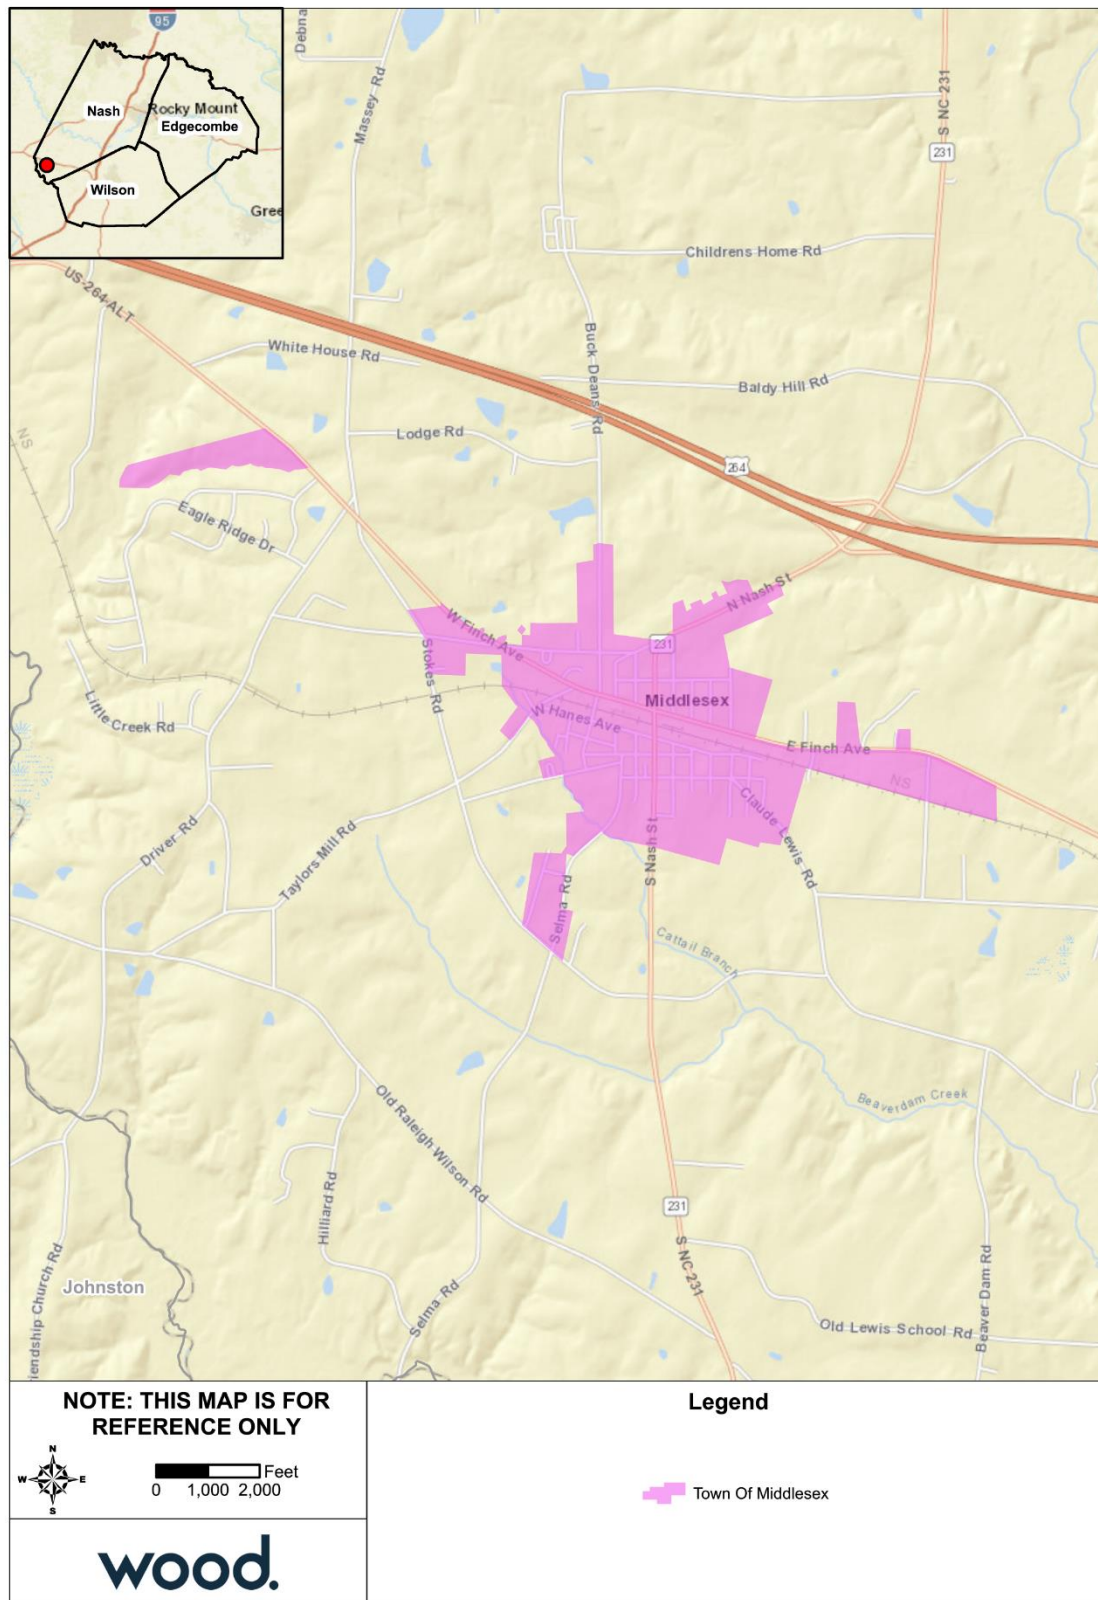 95
Nash
Rocky Mount
Edgecombe
Wilson
Gree
Debna
Massey Rd
S NC 231
231
Childrens Home Rd
US-264 ALT
White House Rd
Buck Deans Rd
Baldy Hill Rd
Lodge Rd
NS
264
Eagle Ridge Dr
N Nash St
W Finch Ave
231
Stokes Rd
Middlesex
Little Creek Rd
W Hanes Ave
E Finch Ave
NS
Claude Lewis Rd
Driver Rd
Taylors Mill Rd
S Nash St
Selma Rd
Cattail Branch
Old Raleigh Wilson Rd
Beaverdam Creek
Hilliard Rd
231
S NC 231
iendship Church Rd
Johnston
Selma Rd
Beaver Dam Rd
Old Lewis School Rd
NOTE: THIS MAP IS FOR
REFERENCE ONLY
N
W E
S
Feet
0 1,000 2,000
wood.
Legend
Town Of Middlesex